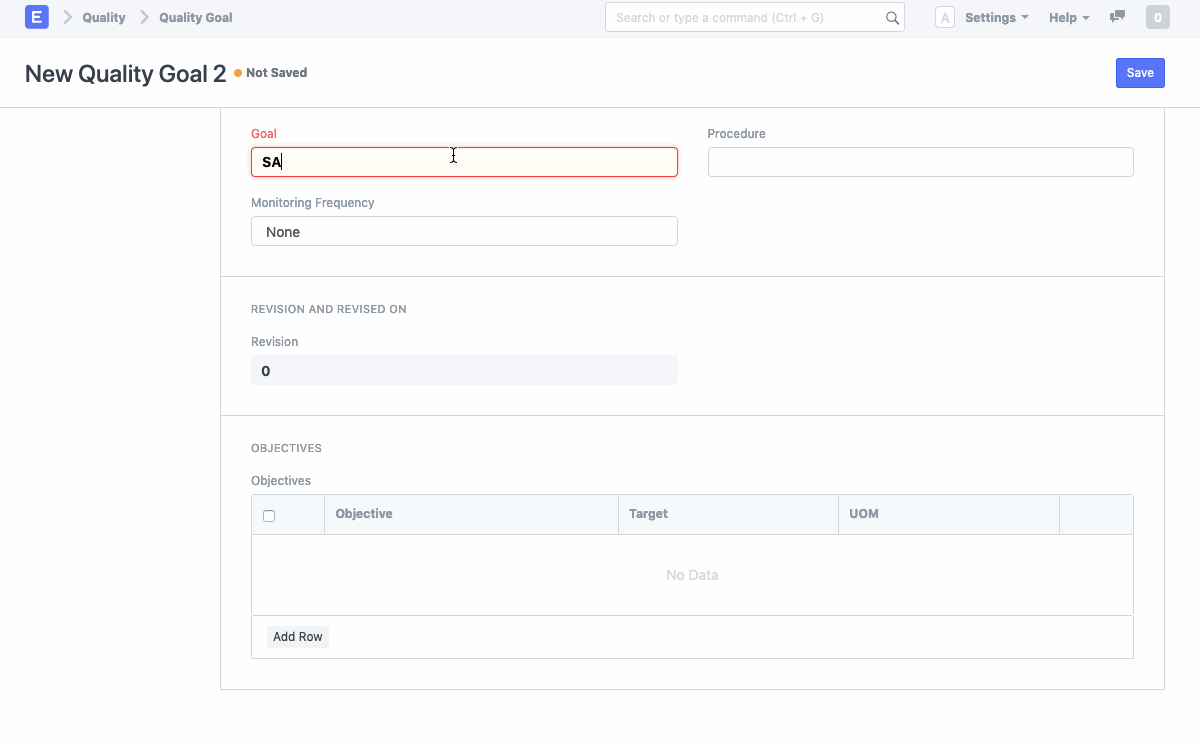 E Quality Quality Goal Search or type a command (Ctrl + G) A Settings Help 0
New Quality Goal 2 Not Saved Save
Goal Procedure
SA
Monitoring Frequency
None
REVISION AND REVISED ON
Revision
0
OBJECTIVES
Objectives
Objective Target UOM
No Data
Add Row